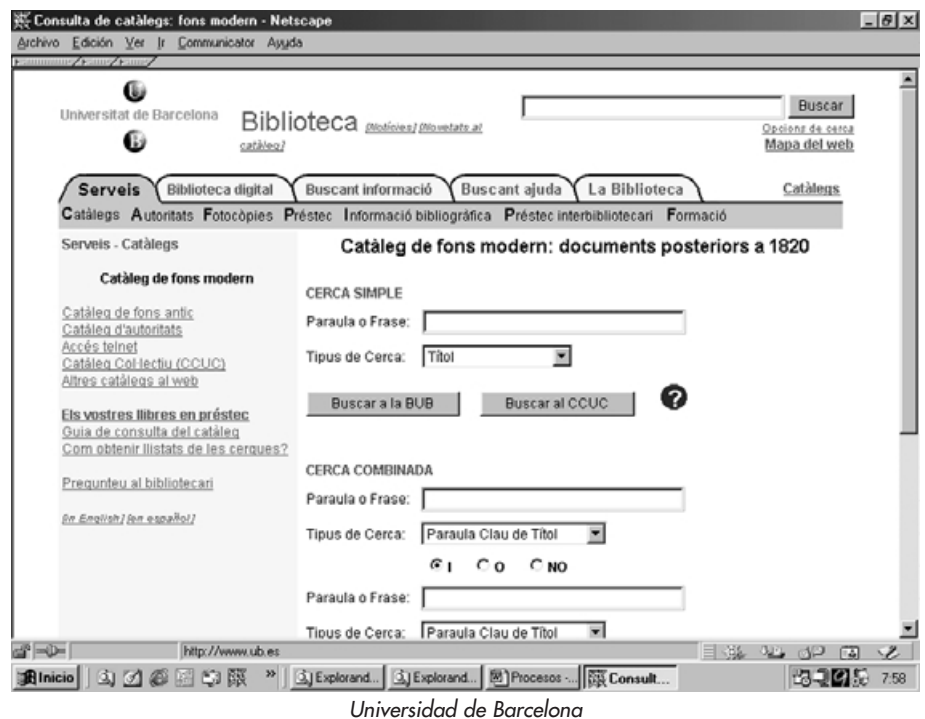 Consulta de catàlegs: fons modern - Netscape
Archivo Edición Ver Ir Communicator Ayuda
Universitat de Barcelona
U
B
Biblioteca [Notícies] [Novetats al catàleg]
Buscar
Opcions de cerca
Mapa del web
Serveis Biblioteca digital Buscant informació Buscant ajuda La Biblioteca Catàlegs
Catàlegs Autoritats Fotocòpies Préstec Informació bibliogràfica Préstec interbibliotecari Formació
Serveis - Catàlegs
Catàleg de fons modern
Catàleg de fons antic
Catàleg d'autoritats
Accés telnet
Catàleg Col·lectiu (CCUC)
Altres catàlegs al web
Els vostres llibres en préstec
Guia de consulta del catàleg
Com obtenir llistats de les cerques?
Pregunteu al bibliotecari
[in English] [en español]
Catàleg de fons modern: documents posteriors a 1820
CERCA SIMPLE
Paraula o Frase:
Tipus de Cerca: Títol
Buscar a la BUB Buscar al CCUC ?
CERCA COMBINADA
Paraula o Frase:
Tipus de Cerca: Paraula Clau de Títol
I O NO
Paraula o Frase:
Tipus de Cerca: Paraula Clau de Títol
http://www.ub.es
Inicio » Explorand... Explorand... Procesos -... Consult... 7:58
Universidad de Barcelona